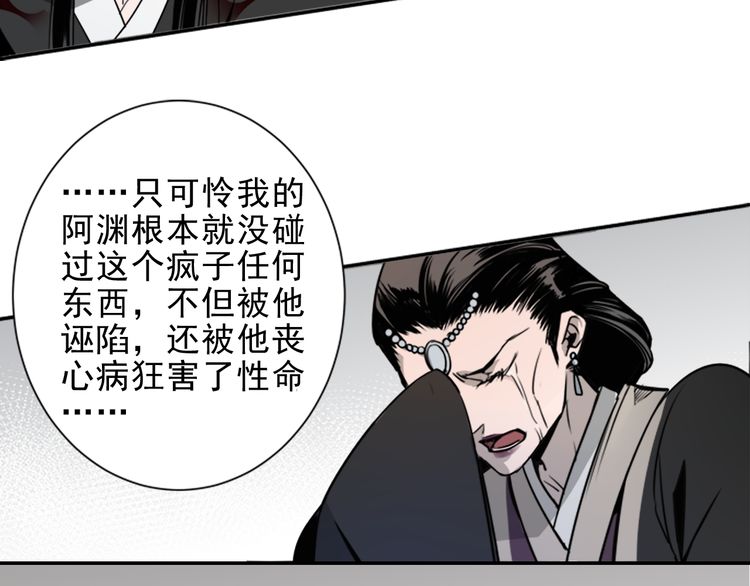 ……只可怜我的
阿渊根本就没碰
过这个疯子任何
东西，不但被他
诬陷，还被他丧
心病狂害了性命
……